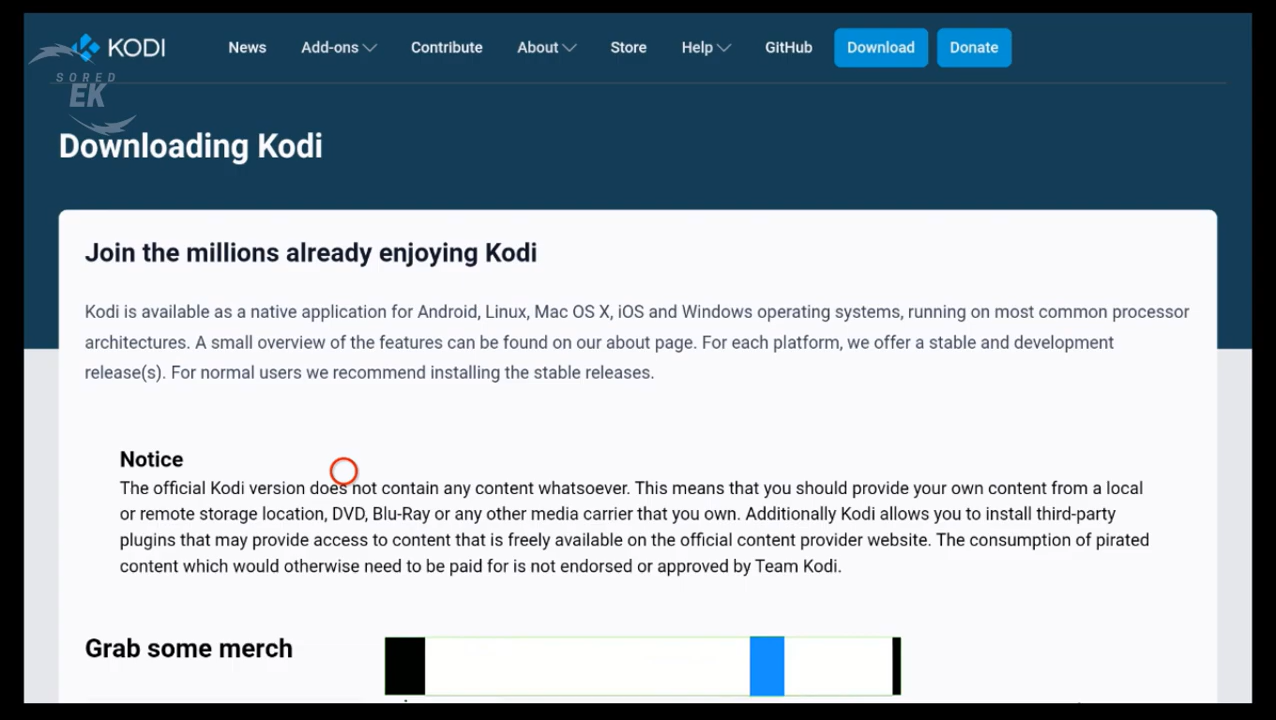 KODI
News
Add-ons
Contribute
About
Store
Help
GitHub
Download
Donate
SORED
EK
Downloading Kodi
Join the millions already enjoying Kodi
Kodi is available as a native application for Android, Linux, Mac OS X, iOS and Windows operating systems, running on most common processor
architectures. A small overview of the features can be found on our about page. For each platform, we offer a stable and development
release(s). For normal users we recommend installing the stable releases.
Notice
The official Kodi version does not contain any content whatsoever. This means that you should provide your own content from a local
or remote storage location, DVD, Blu-Ray or any other media carrier that you own. Additionally Kodi allows you to install third-party
plugins that may provide access to content that is freely available on the official content provider website. The consumption of pirated
content which would otherwise need to be paid for is not endorsed or approved by Team Kodi.
Grab some merch